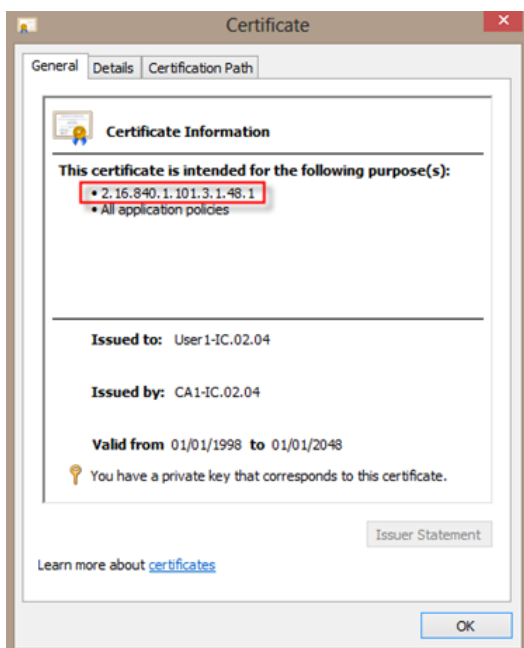 Certificate
General Details Certification Path
Certificate Information
This certificate is intended for the following purpose(s):
• 2.16.840.1.101.3.1.48.1
• All application policies
Issued to: User1-IC.02.04
Issued by: CA1-IC.02.04
Valid from 01/01/1998 to 01/01/2048
You have a private key that corresponds to this certificate.
Issuer Statement
Learn more about certificates
OK